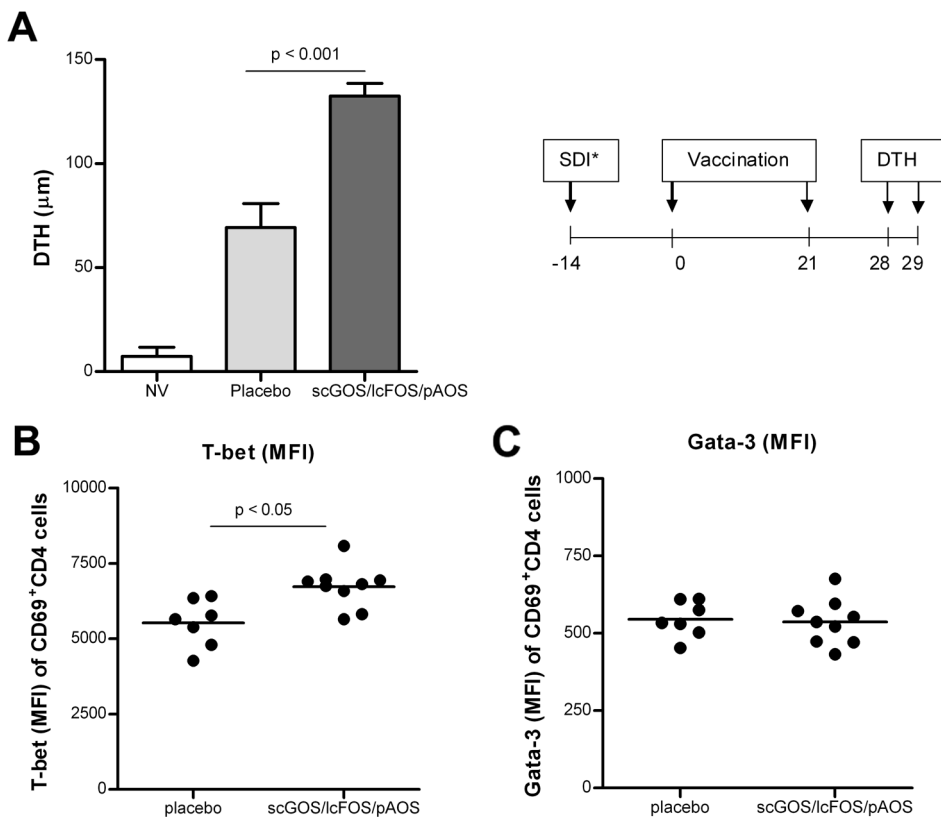 A
DTH (µm)
150
100
50
0
p < 0.001
NV
Placebo
scGOS/lcFOS/pAOS
SDI*
Vaccination
DTH
-14
0
21
28
29
B
T-bet (MFI)
T-bet (MFI) of CD69⁺CD4 cells
10000
7500
5000
2500
0
p < 0.05
placebo
scGOS/lcFOS/pAOS
C
Gata-3 (MFI)
Gata-3 (MFI) of CD69⁺CD4 cells
1000
750
500
250
0
placebo
scGOS/lcFOS/pAOS